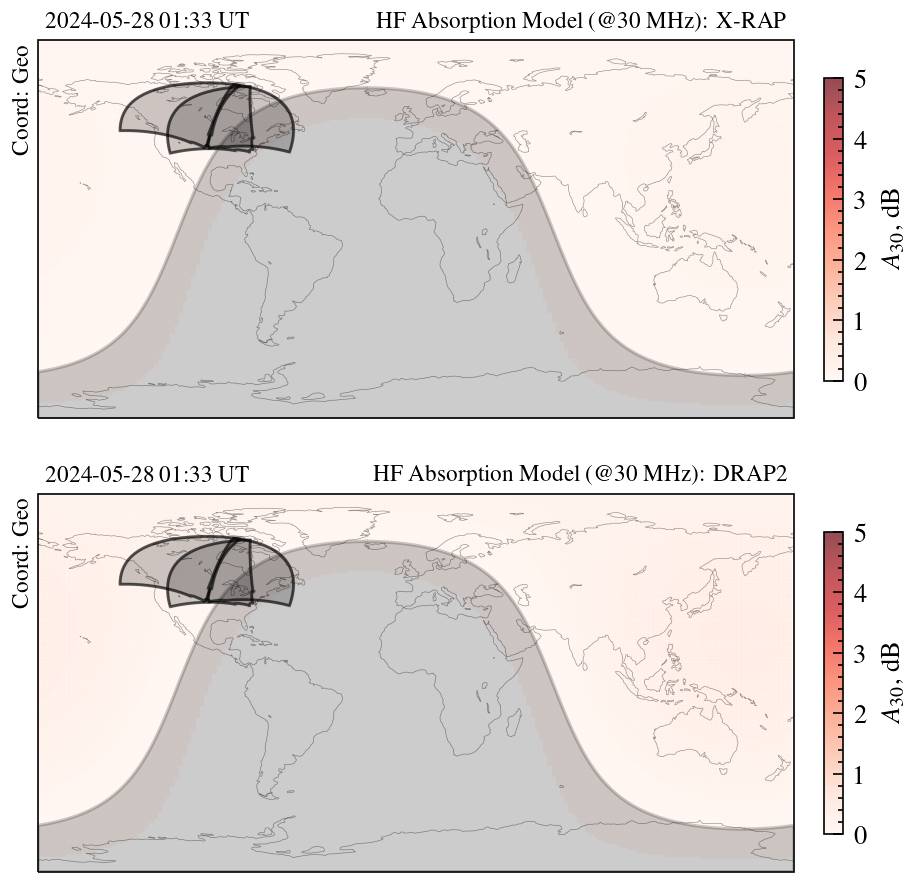 2024-05-28 01:33 UT
HF Absorption Model (@30 MHz): X-RAP
Coord: Geo
5
4
3
2
1
0
A30, dB
2024-05-28 01:33 UT
HF Absorption Model (@30 MHz): DRAP2
Coord: Geo
5
4
3
2
1
0
A30, dB